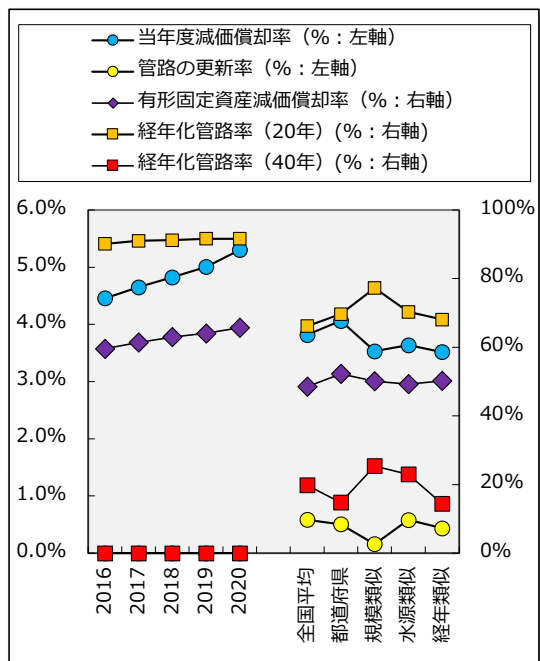 当年度減価償却率（%：左軸）
管路の更新率（%：左軸）
有形固定資産減価償却率（%：右軸）
経年化管路率（20年）(%：右軸)
経年化管路率（40年）(%：右軸)
6.0%
5.0%
4.0%
3.0%
2.0%
1.0%
0.0%
100%
80%
60%
40%
20%
0%
2016
2017
2018
2019
2020
全国平均
都道府県
規模類似
水源類似
経年類似